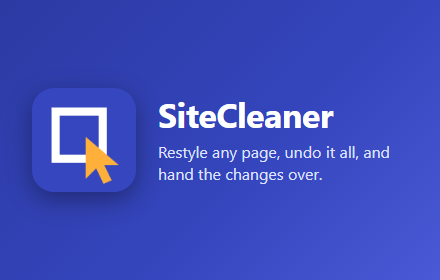 SiteCleaner
Restyle any page, undo it all, and
hand the changes over.